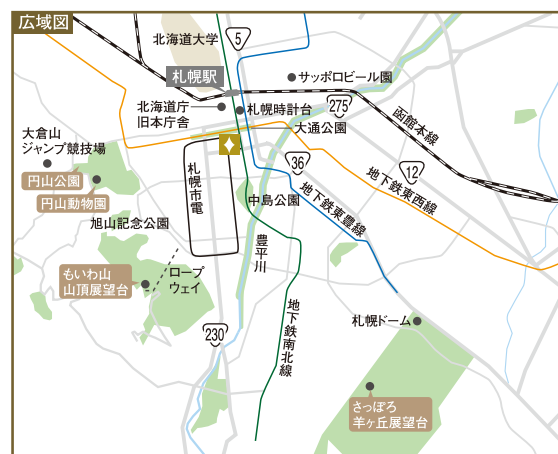 広域図
北海道大学
5
札幌駅
サッポロビール園
北海道庁
旧本庁舎
札幌時計台
275
函館本線
大通公園
大倉山
ジャンプ競技場
36
12
円山公園
札幌市電
地下鉄東西線
円山動物園
地下鉄東豊線
中島公園
旭山記念公園
豊平川
もいわ山
山頂展望台
ロープ
ウェイ
地下鉄南北線
札幌ドーム
230
さっぽろ
羊ヶ丘展望台